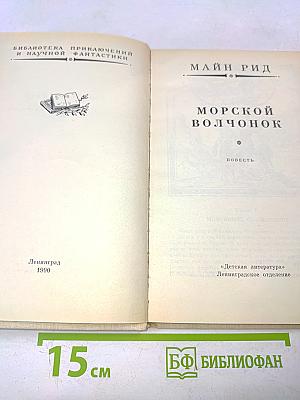 БИБЛИОТЕКА ПРИКЛЮЧЕНИЙ
И НАУЧНОЙ ФАНТАСТИКИ
Ленинград
1990
МАЙН РИД
МОРСКОЙ
ВОЛЧОНОК
ПОВЕСТЬ
«Детская литература»
Ленинградское отделение
15 см
БФ БИБЛИОФАН